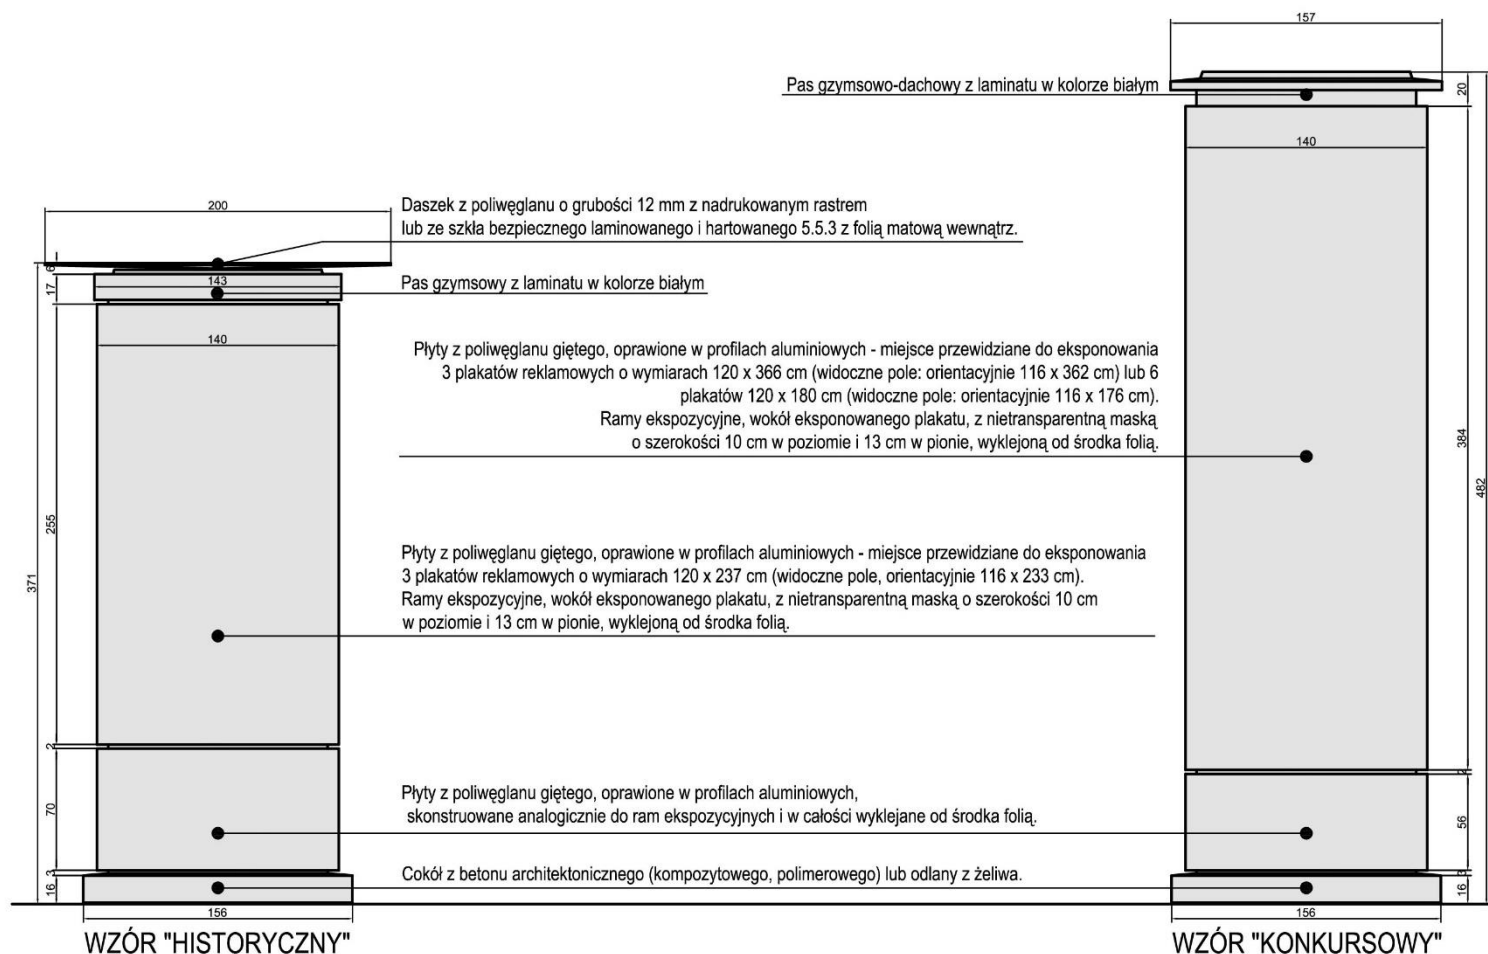 157
Pas gzymsowo-dachowy z laminatu w kolorze białym
20
140
200
Daszek z poliwęglanu o grubości 12 mm z nadrukowanym rastrem
lub ze szkła bezpiecznego laminowanego i hartowanego 5.5.3 z folią matową wewnątrz.
6
17
143
Pas gzymsowy z laminatu w kolorze białym
140
Płyty z poliwęglanu giętego, oprawione w profilach aluminiowych - miejsce przewidziane do eksponowania
3 plakatów reklamowych o wymiarach 120 x 366 cm (widoczne pole: orientacyjnie 116 x 362 cm) lub 6
plakatów 120 x 180 cm (widoczne pole: orientacyjnie 116 x 176 cm).
Ramy ekspozycyjne, wokół eksponowanego plakatu, z nietransparentną maską
o szerokości 10 cm w poziomie i 13 cm w pionie, wyklejoną od środka folią.
384
482
255
371
Płyty z poliwęglanu giętego, oprawione w profilach aluminiowych - miejsce przewidziane do eksponowania
3 plakatów reklamowych o wymiarach 120 x 237 cm (widoczne pole, orientacyjnie 116 x 233 cm).
Ramy ekspozycyjne, wokół eksponowanego plakatu, z nietransparentną maską o szerokości 10 cm
w poziomie i 13 cm w pionie, wyklejoną od środka folią.
2
2
70
Płyty z poliwęglanu giętego, oprawione w profilach aluminiowych,
skonstruowane analogicznie do ram ekspozycyjnych i w całości wyklejane od środka folią.
56
3
16
Cokół z betonu architektonicznego (kompozytowego, polimerowego) lub odlany z żeliwa.
3
16
156
156
WZÓR "HISTORYCZNY"
WZÓR "KONKURSOWY"